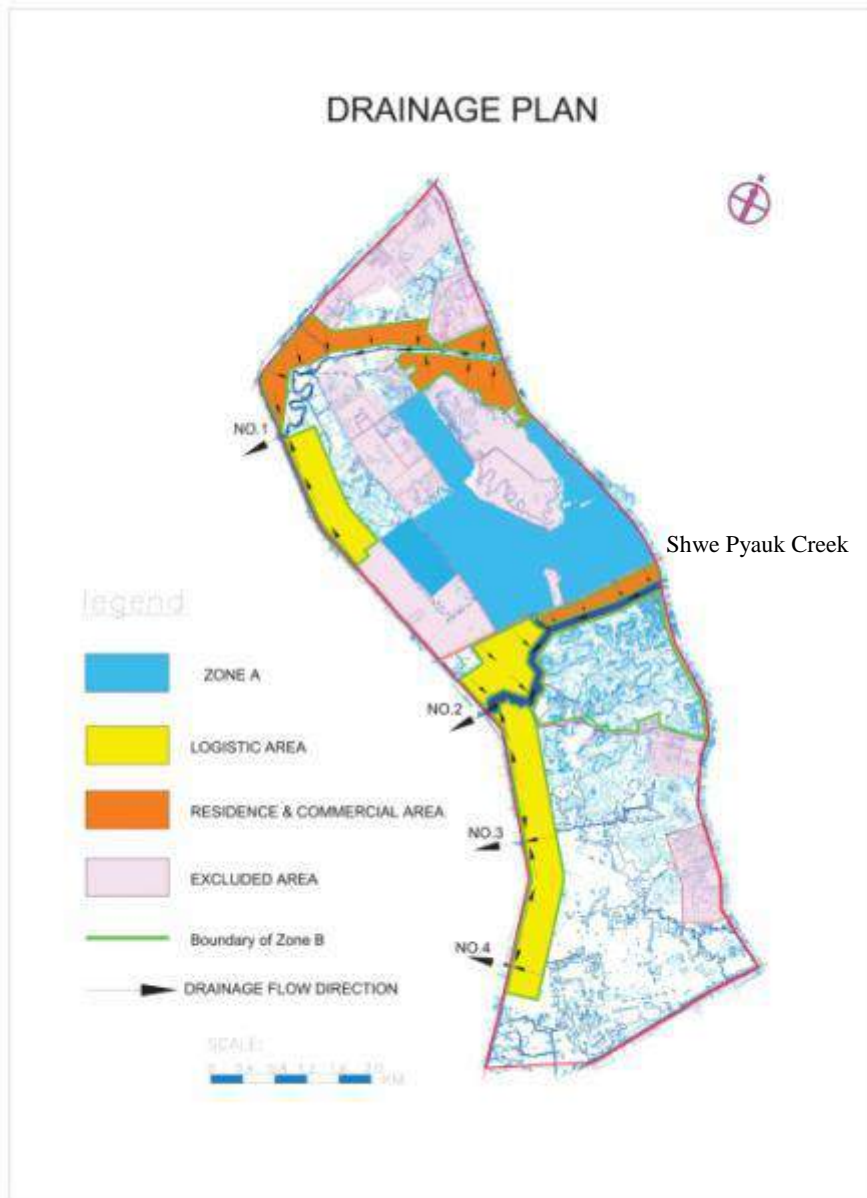 DRAINAGE PLAN
NO.1
Shwe Pyauk Creek
legend
ZONE A
NO.2
LOGISTIC AREA
RESIDENCE & COMMERCIAL AREA
NO.3
EXCLUDED AREA
Boundary of Zone B
NO.4
DRAINAGE FLOW DIRECTION
SCALE:
KM